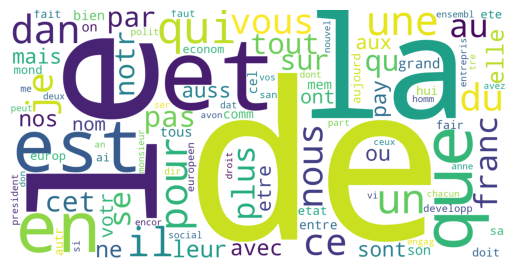 fait
bien
on
par
qui
vous
une
au
ete
ensembl
faut
polit
dan
tout
aux
elle
mais
je
notr
econom
sur
qu
grand
entrepris
nouvel
mond
me
deux
peut
auss
cel
vos
dont
tre
avez
e
et
la
aujourd
hui
homm
du
nos
nom
pas
san
mem
ont
pay
comm
dat
ser
avon
part
ceux
fair
europ
an
ai
tous
est
l
de
pour
plus
etre
nous
ou
que
franc
president
don
cet
se
votr
monsieur
europeen
dir
droit
un
vi
chacun
anne
developp
en
autr
si
ne
encor
il
social
leur
avec
etat
entre
ce
sont
son
engag
sa
doit